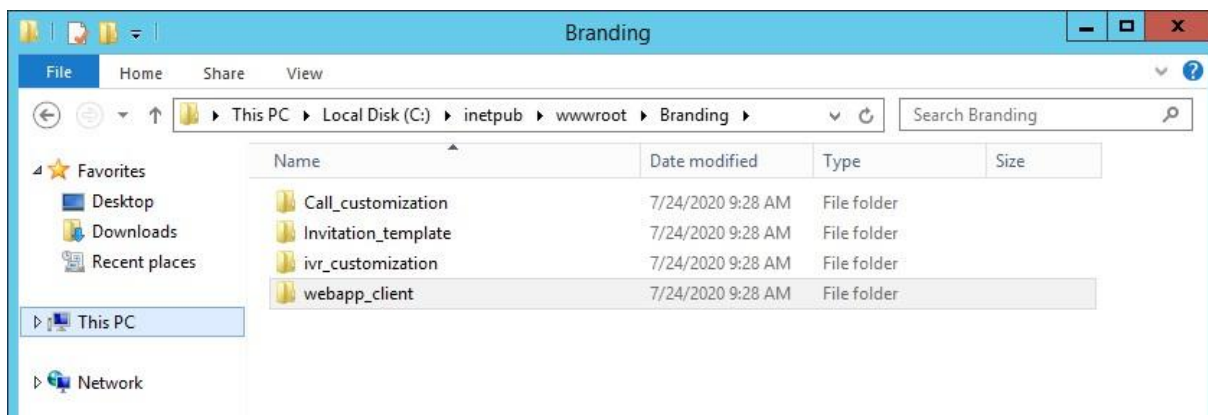 Branding
File Home Share View
This PC Local Disk (C:) inetpub wwwroot Branding Search Branding
Favorites
Desktop
Downloads
Recent places
This PC
Network
Name Date modified Type Size
Call_customization 7/24/2020 9:28 AM File folder
Invitation_template 7/24/2020 9:28 AM File folder
ivr_customization 7/24/2020 9:28 AM File folder
webapp_client 7/24/2020 9:28 AM File folder